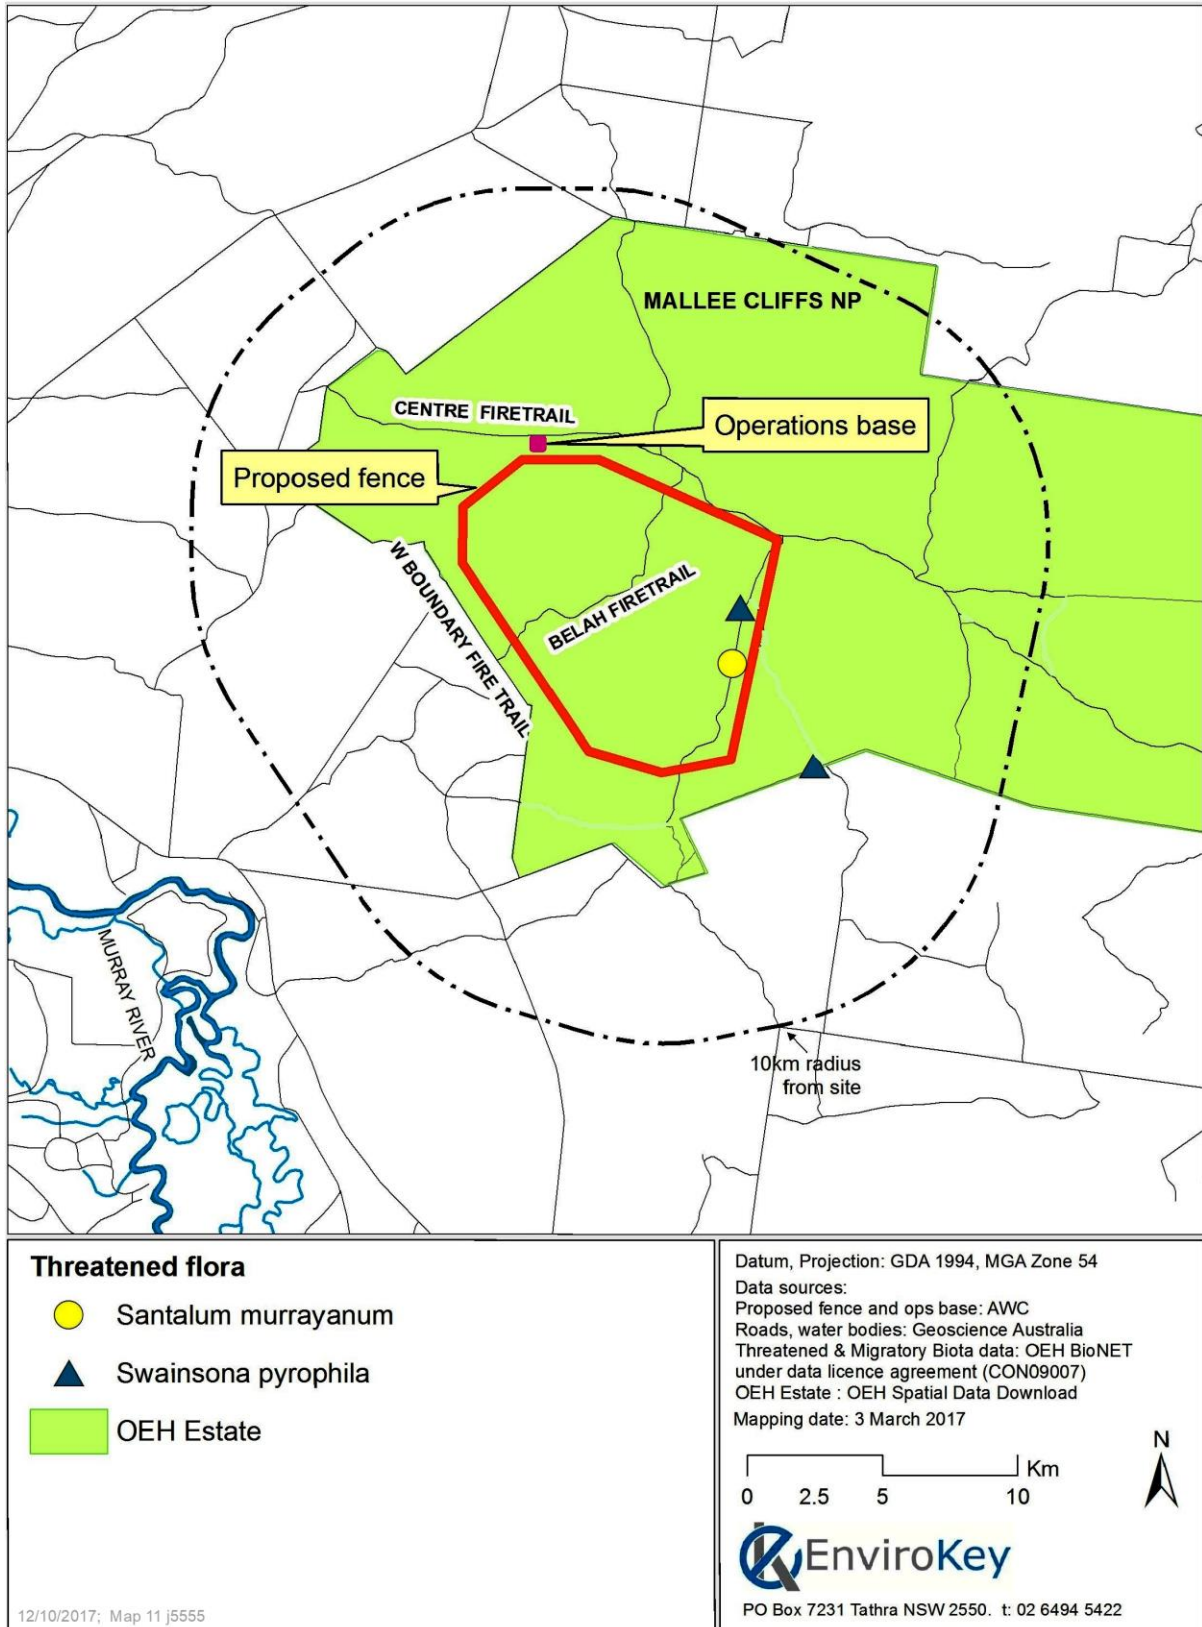 MALLEE CLIFFS NP
CENTRE FIRETRAIL
Operations base
Proposed fence
W BOUNDARY FIRE TRAIL
BELAH FIRETRAIL
MURRAY RIVER
10km radius
from site
Threatened flora
Santalum murrayanum
Swainsona pyrophila
OEH Estate
12/10/2017; Map 11 j5555
Datum, Projection: GDA 1994, MGA Zone 54
Data sources:
Proposed fence and ops base: AWC
Roads, water bodies: Geoscience Australia
Threatened & Migratory Biota data: OEH BioNET
under data licence agreement (CON09007)
OEH Estate : OEH Spatial Data Download
Mapping date: 3 March 2017
N
Km
0 2.5 5 10
EnviroKey
PO Box 7231 Tathra NSW 2550. t: 02 6494 5422